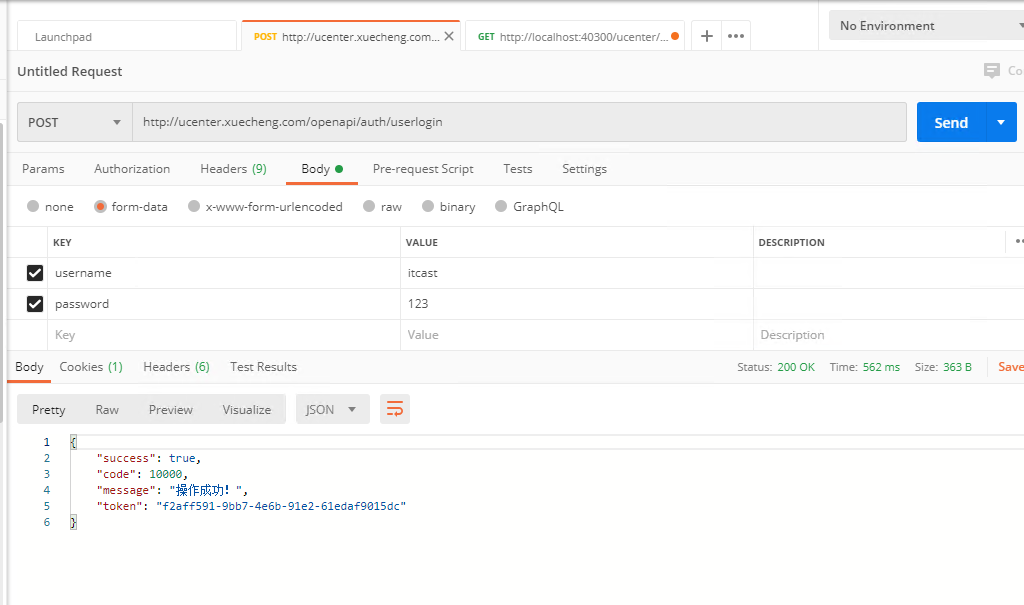 Launchpad
POST http://ucenter.xuecheng.com...
GET http://localhost:40300/ucenter/...
No Environment
Untitled Request
POST
http://ucenter.xuecheng.com/openapi/auth/userlogin
Send
Params Authorization Headers (9) Body Pre-request Script Tests Settings
none form-data x-www-form-urlencoded raw binary GraphQL
KEY VALUE DESCRIPTION
username itcast
password 123
Key Value Description
Body Cookies (1) Headers (6) Test Results Status: 200 OK Time: 562 ms Size: 363 B Save
Pretty Raw Preview Visualize JSON
1 {
2 "success": true,
3 "code": 10000,
4 "message": "操作成功！",
5 "token": "f2aff591-9bb7-4e6b-91e2-61edaf9015dc"
6 }